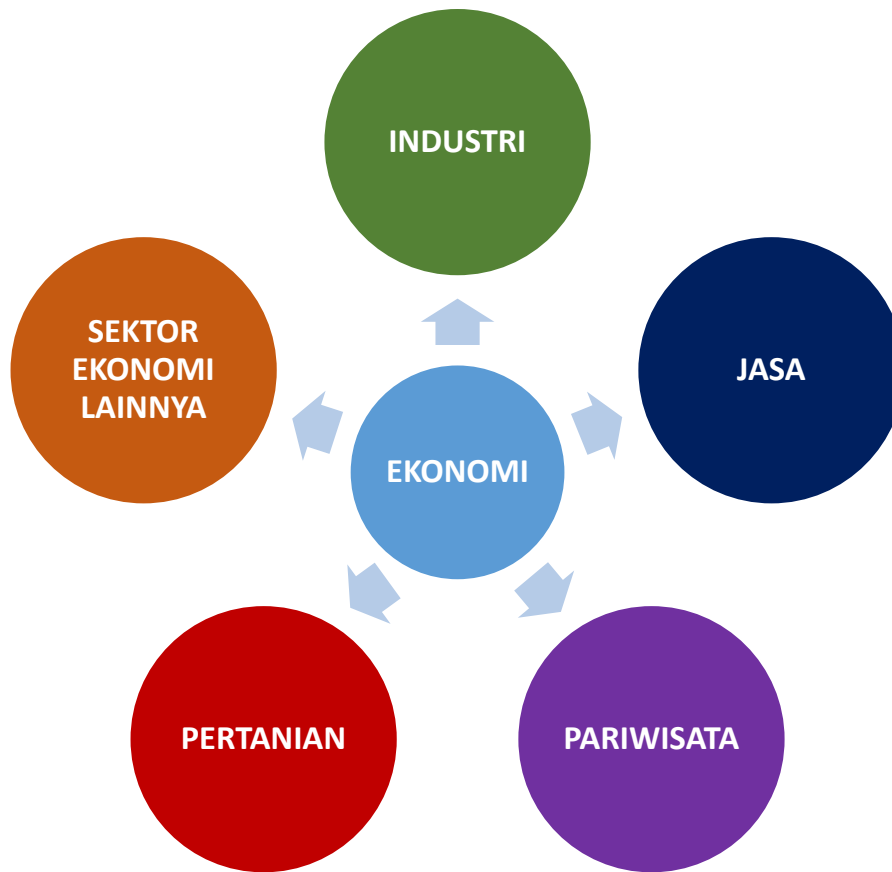 INDUSTRI
SEKTOR
EKONOMI
LAINNYA
JASA
EKONOMI
PERTANIAN
PARIWISATA